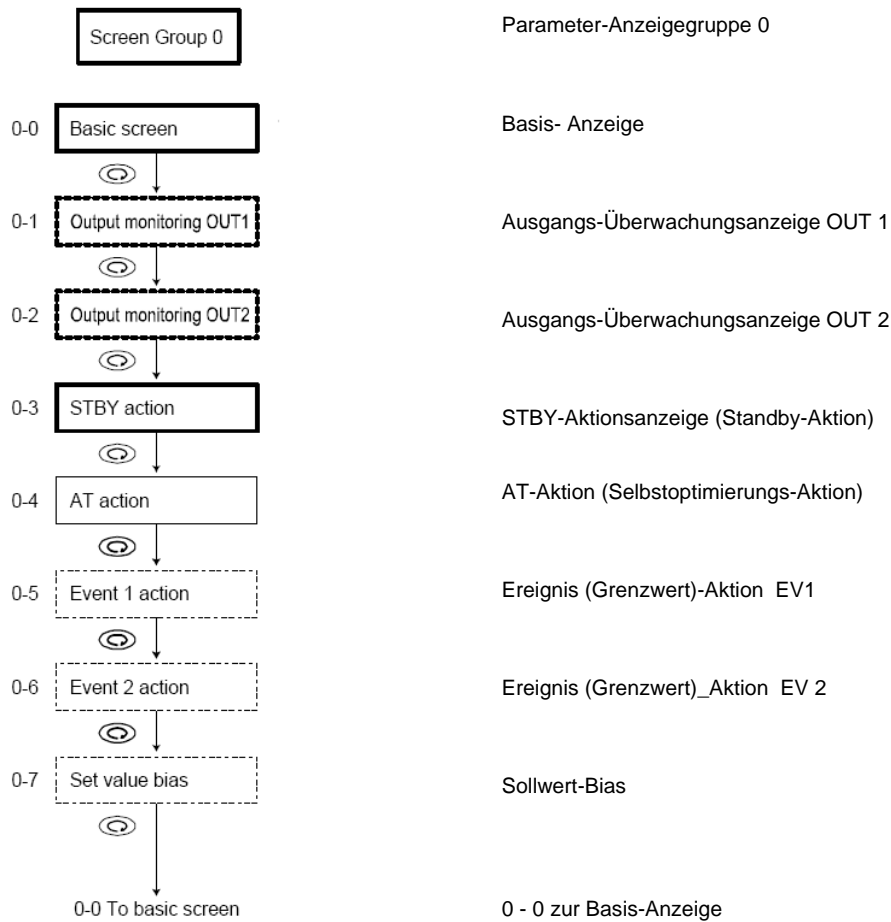 Screen Group 0
Parameter-Anzeigegruppe 0
0-0 Basic screen
Basis- Anzeige
0-1 Output monitoring OUT1
Ausgangs-Überwachungsanzeige OUT 1
0-2 Output monitoring OUT2
Ausgangs-Überwachungsanzeige OUT 2
0-3 STBY action
STBY-Aktionsanzeige (Standby-Aktion)
0-4 AT action
AT-Aktion (Selbstoptimierungs-Aktion)
0-5 Event 1 action
Ereignis (Grenzwert)-Aktion EV1
0-6 Event 2 action
Ereignis (Grenzwert)_Aktion EV 2
0-7 Set value bias
Sollwert-Bias
0-0 To basic screen
0 - 0 zur Basis-Anzeige